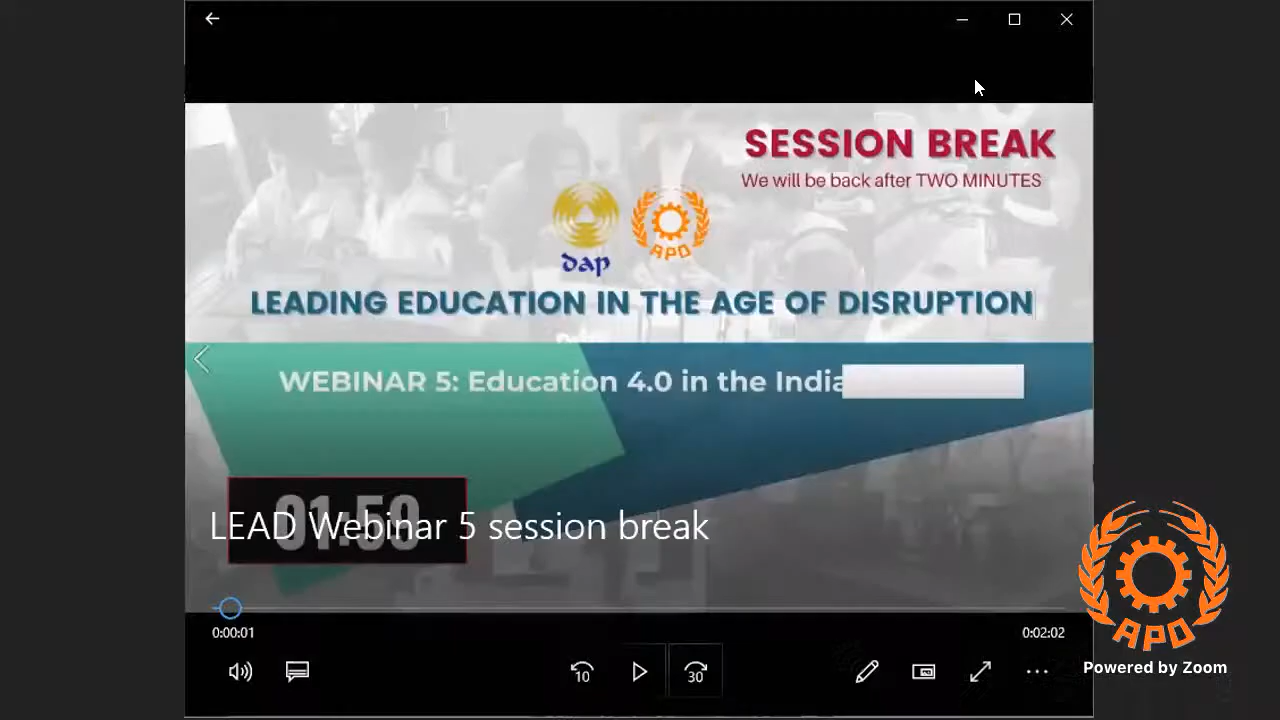 SESSION BREAK
We will be back after TWO MINUTES
dap
APO
LEADING EDUCATION IN THE AGE OF DISRUPTION
WEBINAR 5: Education 4.0 in the India
01:59
LEAD Webinar 5 session break
0:00:01
0:02:02
10
30
APO
Powered by Zoom